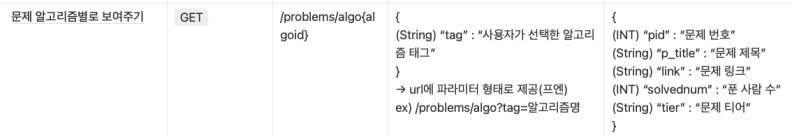 문제 알고리즘별로 보여주기
GET
/problems/algo{al
goid}
{
(String) “tag” : “사용자가 선택한 알고리
즘 태그”
}
→ url에 파라미터 형태로 제공(프엔)
ex) /problems/algo?tag=알고리즘명
{
(INT) “pid” : “문제 번호”
(String) “p_title” : “문제 제목”
(String) “link” : “문제 링크”
(INT) “solvednum” : “푼 사람 수”
(String) “tier” : “문제 티어”
}